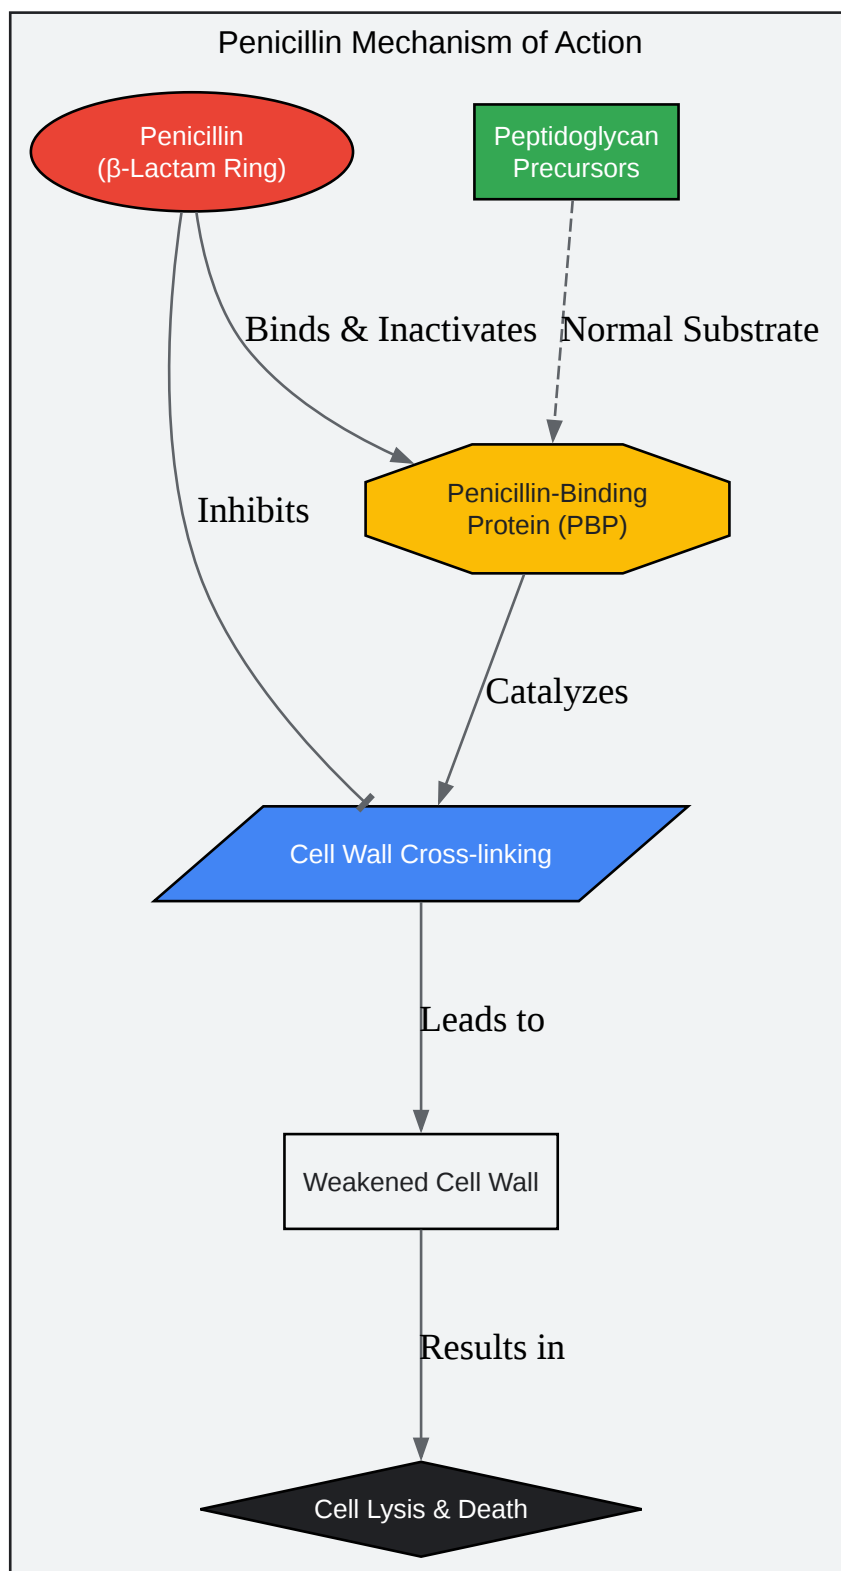 Penicillin Mechanism of Action
Penicillin
(β-Lactam Ring)
Peptidoglycan
Precursors
Binds & Inactivates
Normal Substrate
Penicillin-Binding
Protein (PBP)
Inhibits
Catalyzes
Cell Wall Cross-linking
Leads to
Weakened Cell Wall
Results in
Cell Lysis & Death